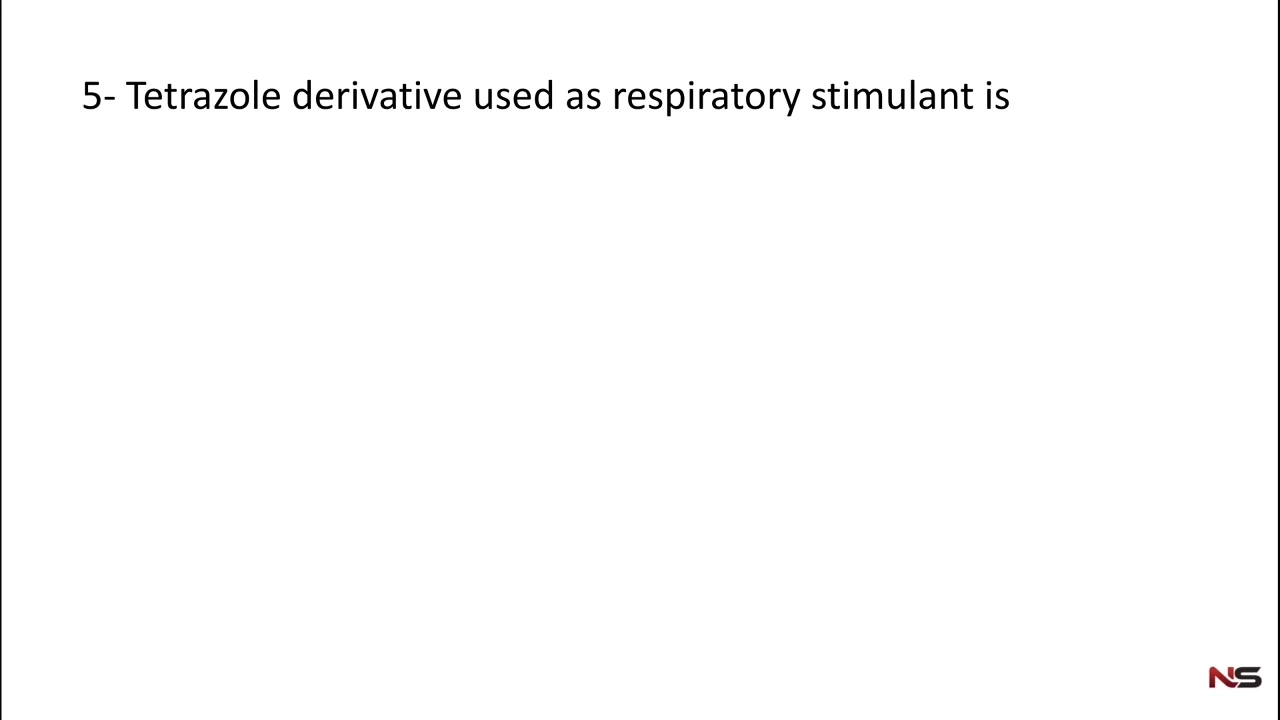 5- Tetrazole derivative used as respiratory stimulant is
NS